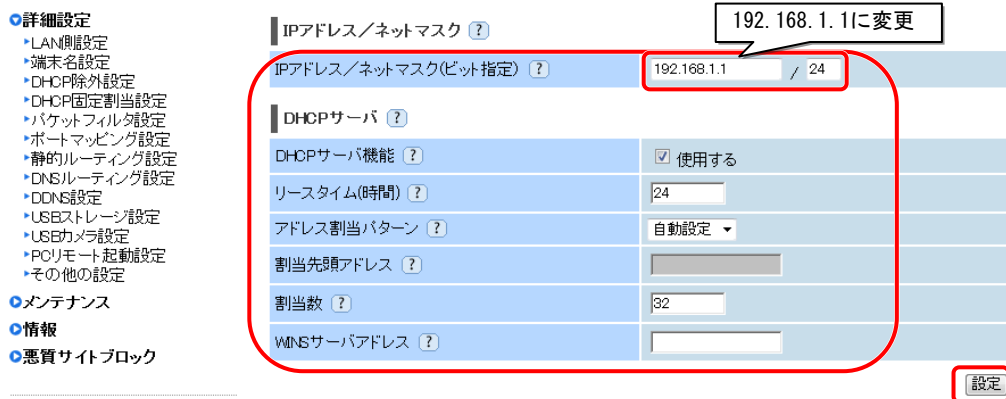 詳細設定
LAN側設定
端末名設定
DHCP除外設定
DHCP固定割当設定
パケットフィルタ設定
ポートマッピング設定
静的ルーティング設定
DNSルーティング設定
DDNS設定
USBストレージ設定
USBカメラ設定
PCリモート起動設定
その他の設定
メンテナンス
情報
悪質サイトブロック
192.168.1.1に変更
IPアドレス/ネットマスク ?
IPアドレス/ネットマスク(ビット指定) ? 192.168.1.1 / 24
DHCPサーバ ?
DHCPサーバ機能 ? 使用する
リースタイム(時間) ? 24
アドレス割当パターン ? 自動設定
割当先頭アドレス ?
割当数 ? 32
WINSサーバアドレス ?
設定